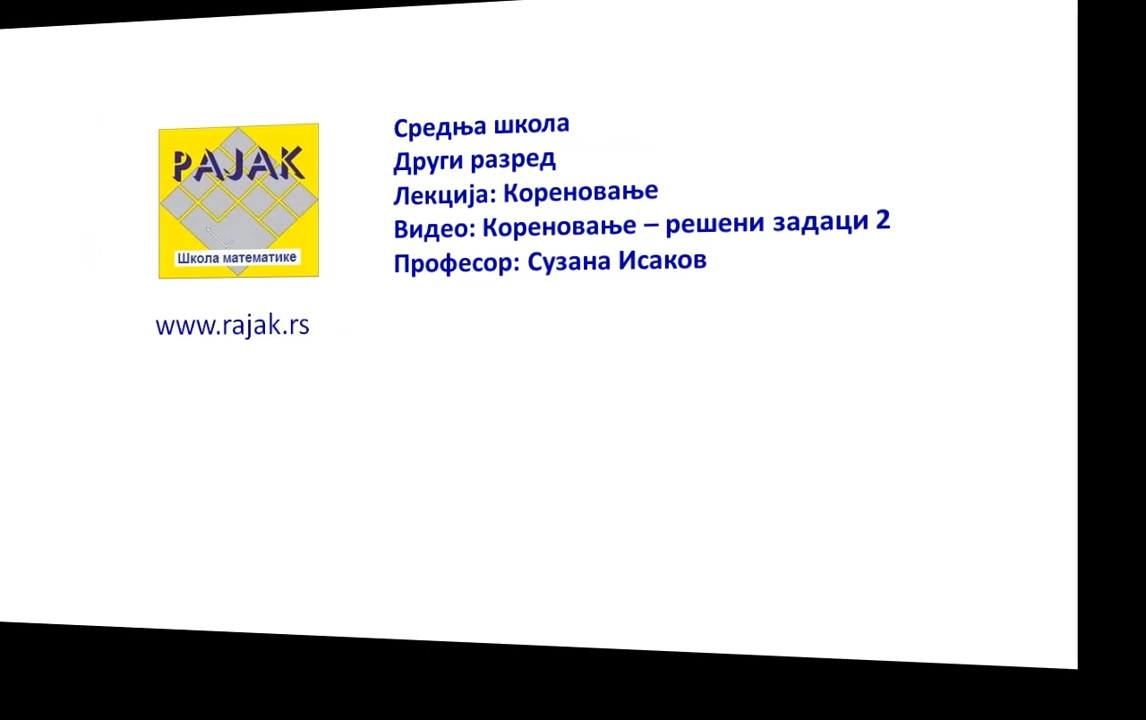 РАЈАК
Школа математике
www.rajak.rs
Средња школа
Други разред
Лекција: Кореновање
Видео: Кореновање – решени задаци 2
Професор: Сузана Исаков